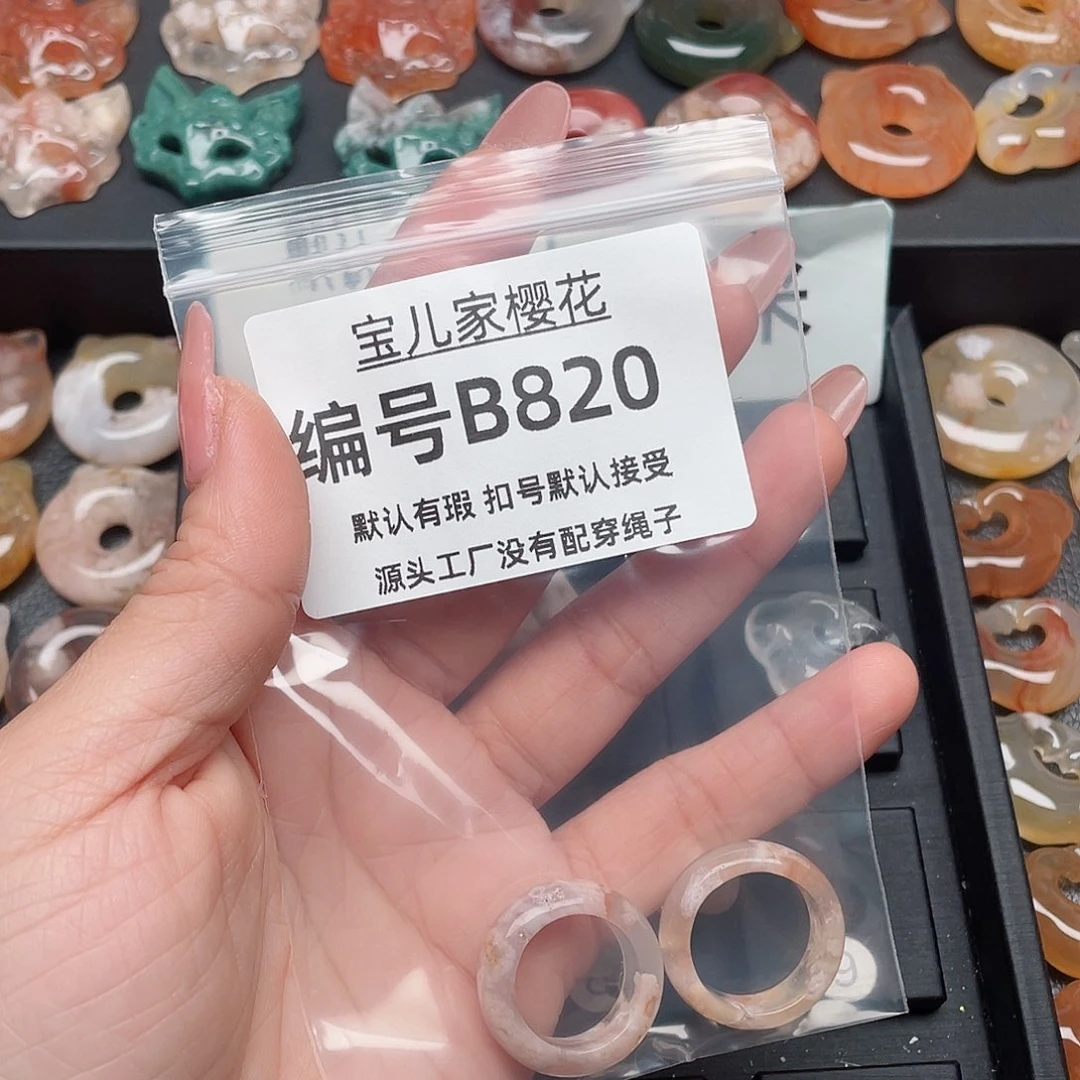 宝儿家樱花
编号B820
默认有瑕 扣号默认接受
源头工厂没有配穿绳子